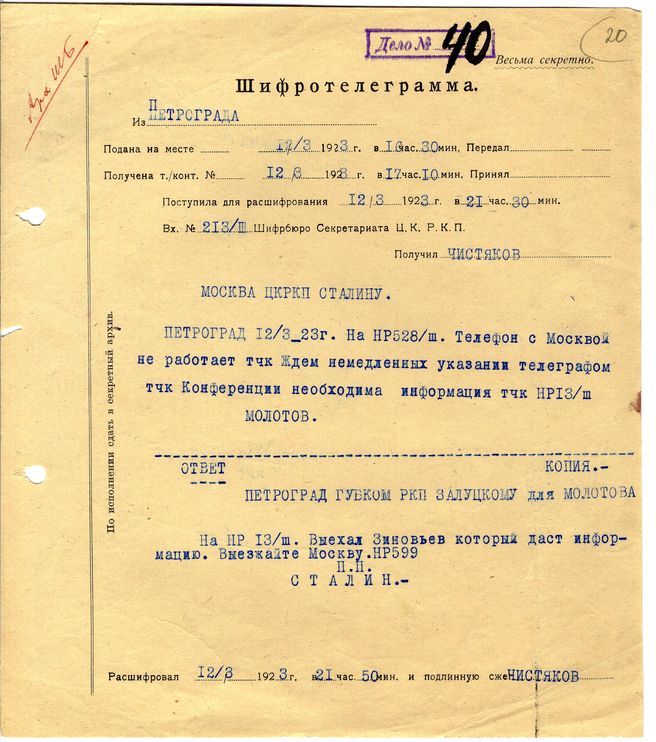 20
Дело № 40
Весьма секретно.
Шифротелеграмма.
П
Из ПЕТРОГРАДА
Подана на месте 12/3 1923 г. в 16 час. 30 мин. Передал
Получена т./конт. № 12/3 1923 г. в 17 час. 10 мин. Принял
Поступила для расшифрования 12/3 1923 г. в 21 час. 30 мин.
Вх. № 213/Ш Шифрбюро Секретариата Ц.К. Р.К.П.
Получил ЧИСТЯКОВ
МОСКВА ЦКРКП СТАЛИНУ.
ПЕТРОГРАД 12/3_23г. На НР528/ш. Телефон с Москвой
не работает тчк Ждем немедленных указании телеграфом
тчк Конференции необходима информация тчк НР13/ш
МОЛОТОВ.
ОТВЕТ КОПИЯ.-
ПЕТРОГРАД ГУБКОМ РКП ЗАЛУЦКОМУ для МОЛОТОВА
На НР 13/ш. Выехал Зиновьев который даст инфор-
мацию. Выезжайте Москву.НР599
П.П.
СТАЛИН.-
Расшифровал 12/3 1923 г. в 21 час. 50 мин. и подлинную сже ЧИСТЯКОВ
По исполнении сдать в секретный архив.